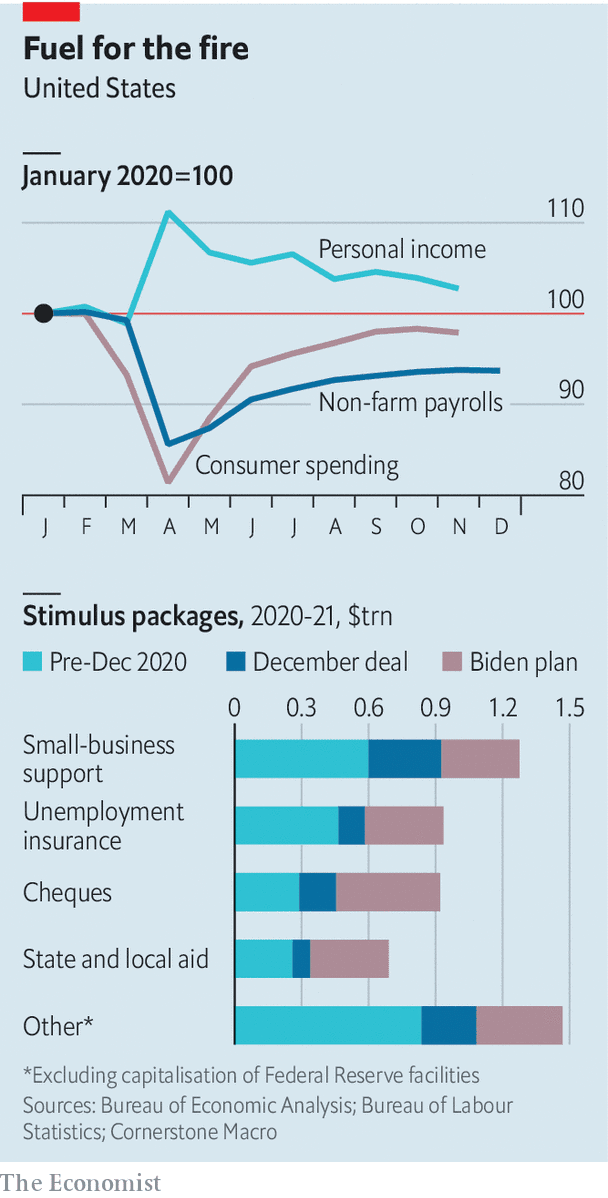 Fuel for the fire
United States
January 2020=100
110
Personal income
100
90
Non-farm payrolls
Consumer spending
80
J F M A M J J A S O N D
Stimulus packages, 2020-21, $trn
Pre-Dec 2020 December deal Biden plan
0 0.3 0.6 0.9 1.2 1.5
Small-business
support
Unemployment
insurance
Cheques
State and local aid
Other*
*Excluding capitalisation of Federal Reserve facilities
Sources: Bureau of Economic Analysis; Bureau of Labour
Statistics; Cornerstone Macro
The Economist